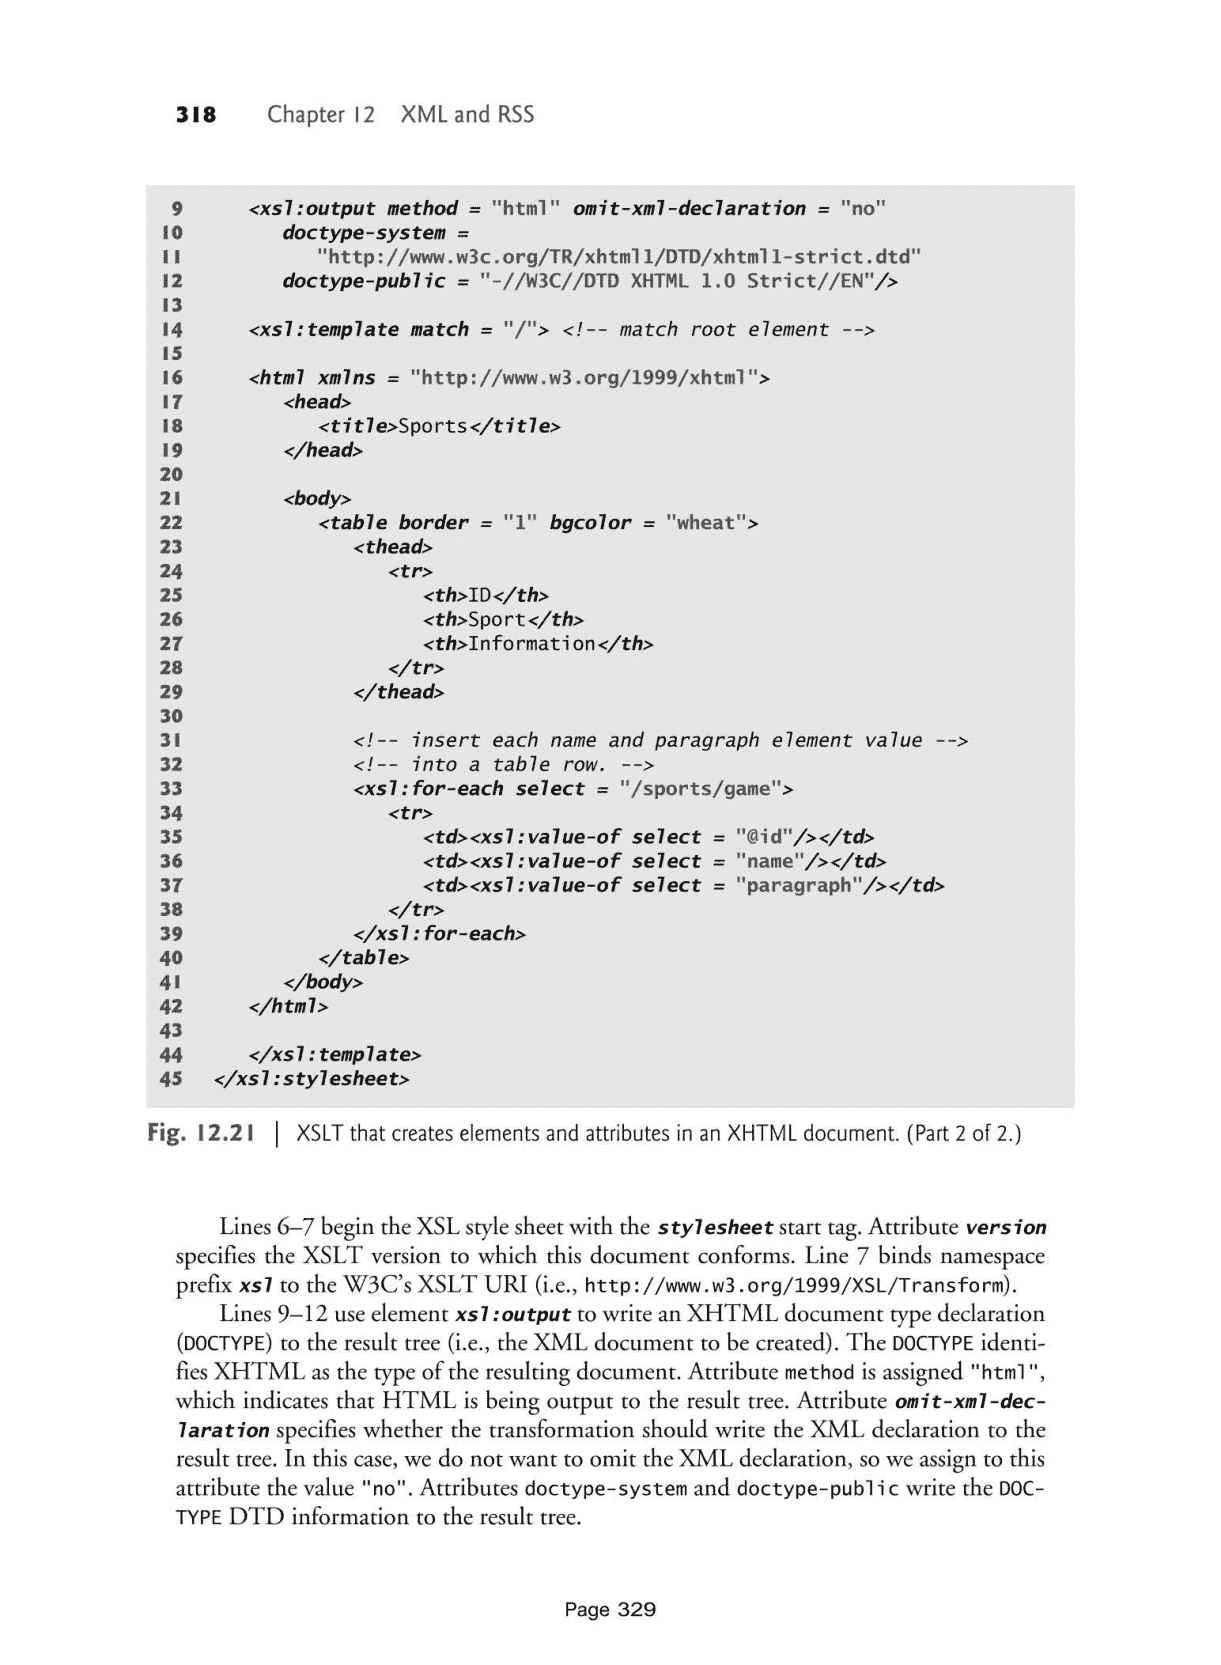 318 Chapter 12 XML and RSS
9 <xsl:output method = "html" omit-xml-declaration = "no"
10 doctype-system =
11 "http://www.w3c.org/TR/xhtml1/DTD/xhtml1-strict.dtd"
12 doctype-public = "-//W3C//DTD XHTML 1.0 Strict//EN"/>
13
14 <xsl:template match = "/"> <!-- match root element -->
15
16 <html xmlns = "http://www.w3.org/1999/xhtml">
17 <head>
18 <title>Sports</title>
19 </head>
20
21 <body>
22 <table border = "1" bgcolor = "wheat">
23 <thead>
24 <tr>
25 <th>ID</th>
26 <th>Sport</th>
27 <th>Information</th>
28 </tr>
29 </thead>
30
31 <!-- insert each name and paragraph element value -->
32 <!-- into a table row. -->
33 <xsl:for-each select = "/sports/game">
34 <tr>
35 <td><xsl:value-of select = "@id"/></td>
36 <td><xsl:value-of select = "name"/></td>
37 <td><xsl:value-of select = "paragraph"/></td>
38 </tr>
39 </xsl:for-each>
40 </table>
41 </body>
42 </html>
43
44 </xsl:template>
45 </xsl:stylesheet>
Fig. 12.21 | XSLT that creates elements and attributes in an XHTML document. (Part 2 of 2.)
Lines 6–7 begin the XSL style sheet with the stylesheet start tag. Attribute version
specifies the XSLT version to which this document conforms. Line 7 binds namespace
prefix xsl to the W3C's XSLT URI (i.e., http://www.w3.org/1999/XSL/Transform).
Lines 9–12 use element xsl:output to write an XHTML document type declaration
(DOCTYPE) to the result tree (i.e., the XML document to be created). The DOCTYPE identi-
fies XHTML as the type of the resulting document. Attribute method is assigned "html",
which indicates that HTML is being output to the result tree. Attribute omit-xml-dec-
laration specifies whether the transformation should write the XML declaration to the
result tree. In this case, we do not want to omit the XML declaration, so we assign to this
attribute the value "no". Attributes doctype-system and doctype-public write the DOC-
TYPE DTD information to the result tree.
Page 329